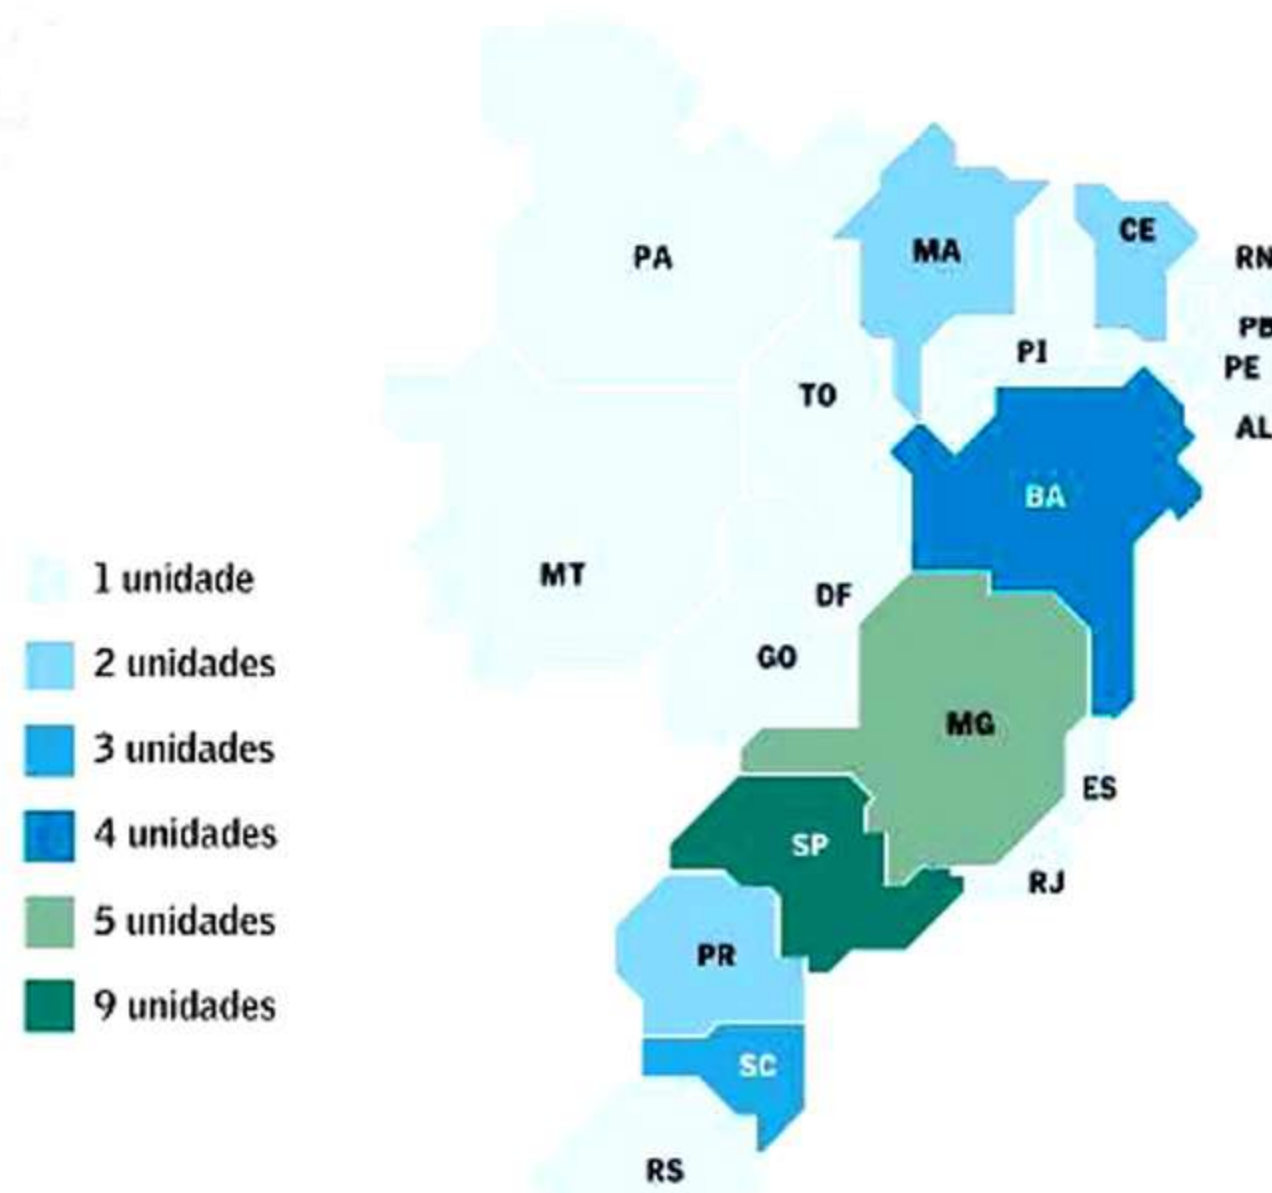 CE
MA
RN
PA
PB
PI
PE
TO
AL
BA
MT
1 unidade
DF
GO
2 unidades
MG
3 unidades
ES
4 unidades
SP
RJ
5 unidades
PR
9 unidades
SC
RS